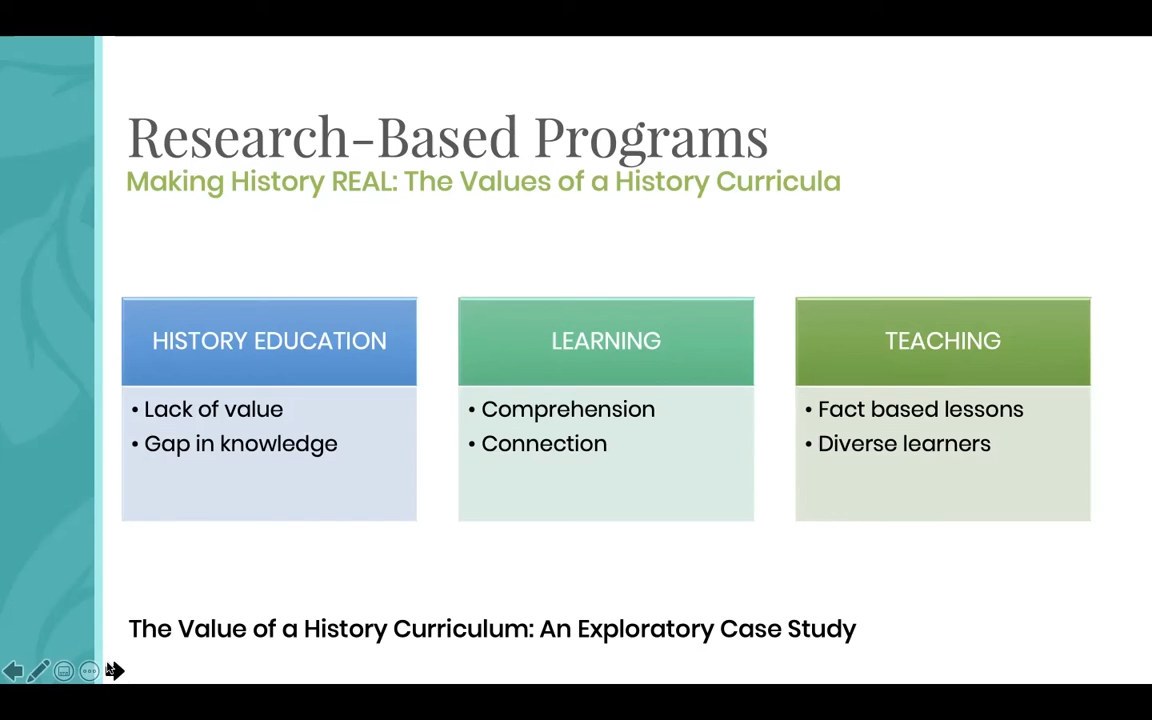 Research-Based Programs
Making History REAL: The Values of a History Curricula
HISTORY EDUCATION
• Lack of value
• Gap in knowledge
LEARNING
• Comprehension
• Connection
TEACHING
• Fact based lessons
• Diverse learners
The Value of a History Curriculum: An Exploratory Case Study